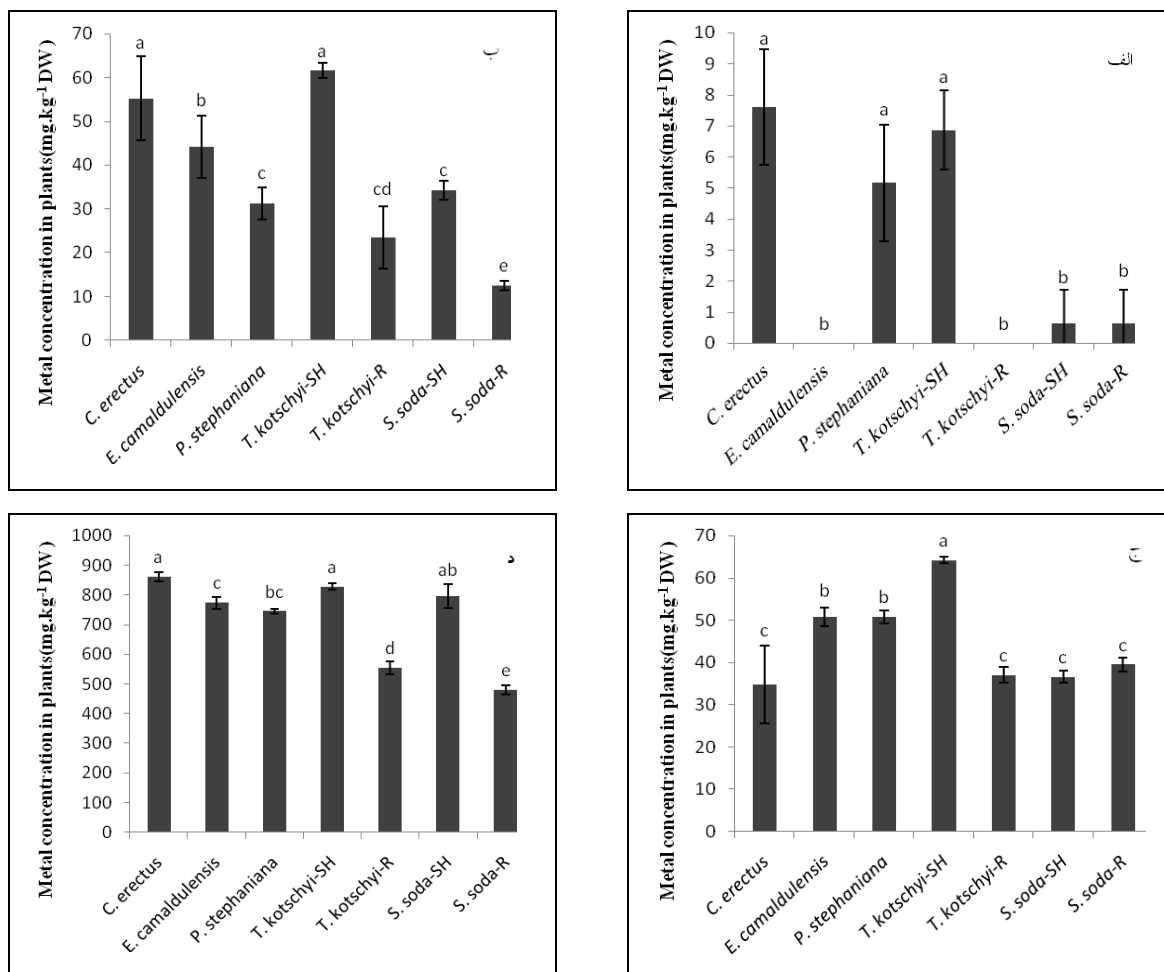 ب
Metal concentration in plants(mg.kg⁻¹ DW)
70
60
50
40
30
20
10
0
a
b
c
a
cd
c
e
C. erectus
E. camaldulensis
P. stephaniana
T. kotschyi-SH
T. kotschyi-R
S. soda-SH
S. soda-R
الف
Metal concentration in plants(mg.kg⁻¹ DW)
10
9
8
7
6
5
4
3
2
1
0
a
b
a
a
b
b
b
C. erectus
E. camaldulensis
P. stephaniana
T. kotschyi-SH
T. kotschyi-R
S. soda-SH
S. soda-R
د
Metal concentration in plants(mg.kg⁻¹ DW)
1000
900
800
700
600
500
400
300
200
100
0
a
c
bc
a
d
ab
e
C. erectus
E. camaldulensis
P. stephaniana
T. kotschyi-SH
T. kotschyi-R
S. soda-SH
S. soda-R
ج
Metal concentration in plants(mg.kg⁻¹ DW)
70
60
50
40
30
20
10
0
c
b
b
a
c
c
c
C. erectus
E. camaldulensis
P. stephaniana
T. kotschyi-SH
T. kotschyi-R
S. soda-SH
S. soda-R